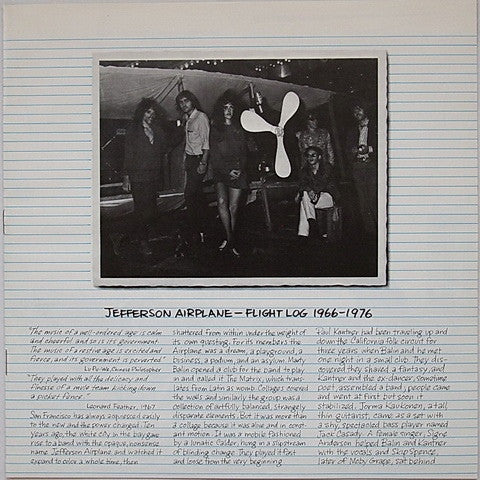 JEFFERSON AIRPLANE — FLIGHT LOG 1966-1976
"The music of a well-ordered age is calm
and cheerful and so is its government.
The music of a restive age is excited and
fierce, and its government is perverted."
Lu Pu-We, Chinese Philosopher
"They played with all the delicacy and
finesse of a mule team knocking down
a picket fence."
Leonard Feather, 1967
San Francisco has always adjusted easily
to the new and the power changed. Ten
years ago, the white city in the bay gave
rise to a band with the opaque, nonsense
name Jefferson Airplane and watched it
expand to color a whole time, then
shattered from within under the weight of
its own questing. For its members the
Airplane was a dream, a playground, a
business, a podium, and an asylum. Marty
Balin opened a club for the band to play
in and called it The Matrix, which trans-
lates from Latin as womb. Collages covered
the walls and similarly the group was a
collection of artfully balanced, strangely
disparate elements. But it was more than
a collage because it was alive and in const-
ant motion. It was a mobile fashioned
by a lunatic Calder, hung in a slipstream
of blinding change. They played it fast
and loose from the very beginning.
Paul Kantner had been traveling up and
down the California folk circuit for
three years when Balin and he met
one night in a small club. They dis-
covered they shared a fantasy, and
Kantner and the ex-dancer, sometime
poet, assembled a band; people came
and went at first but soon it
stabilized. Jorma Kaukonen, a tall,
thin guitarist, came as a set with
a shy, spectacled bass player named
Jack Casady. A female singer, Signe
Anderson helped Balin and Kantner
with the vocals and Skip Spence,
later of Moby Grape, sat behind